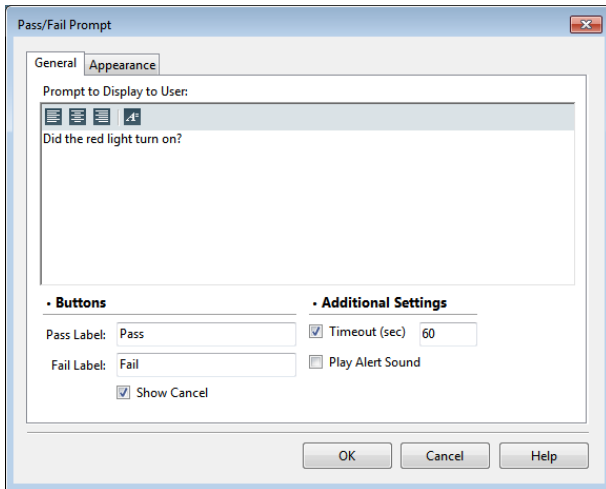 Pass/Fail Prompt
General Appearance
Prompt to Display to User:
Did the red light turn on?
Buttons
Pass Label: Pass
Fail Label: Fail
Show Cancel
Additional Settings
Timeout (sec) 60
Play Alert Sound
OK Cancel Help